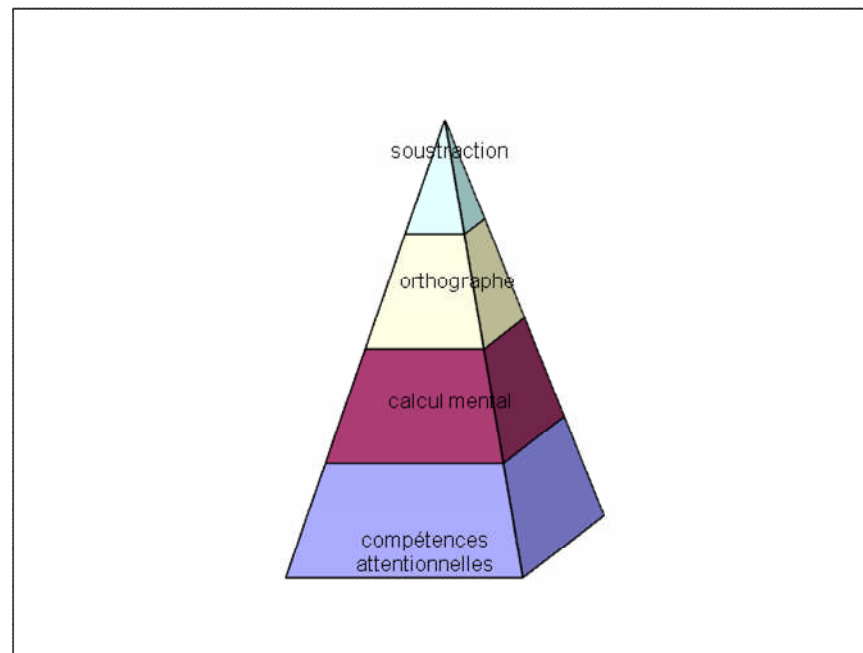 soustraction
orthographe
calcul mental
compétences
attentionnelles